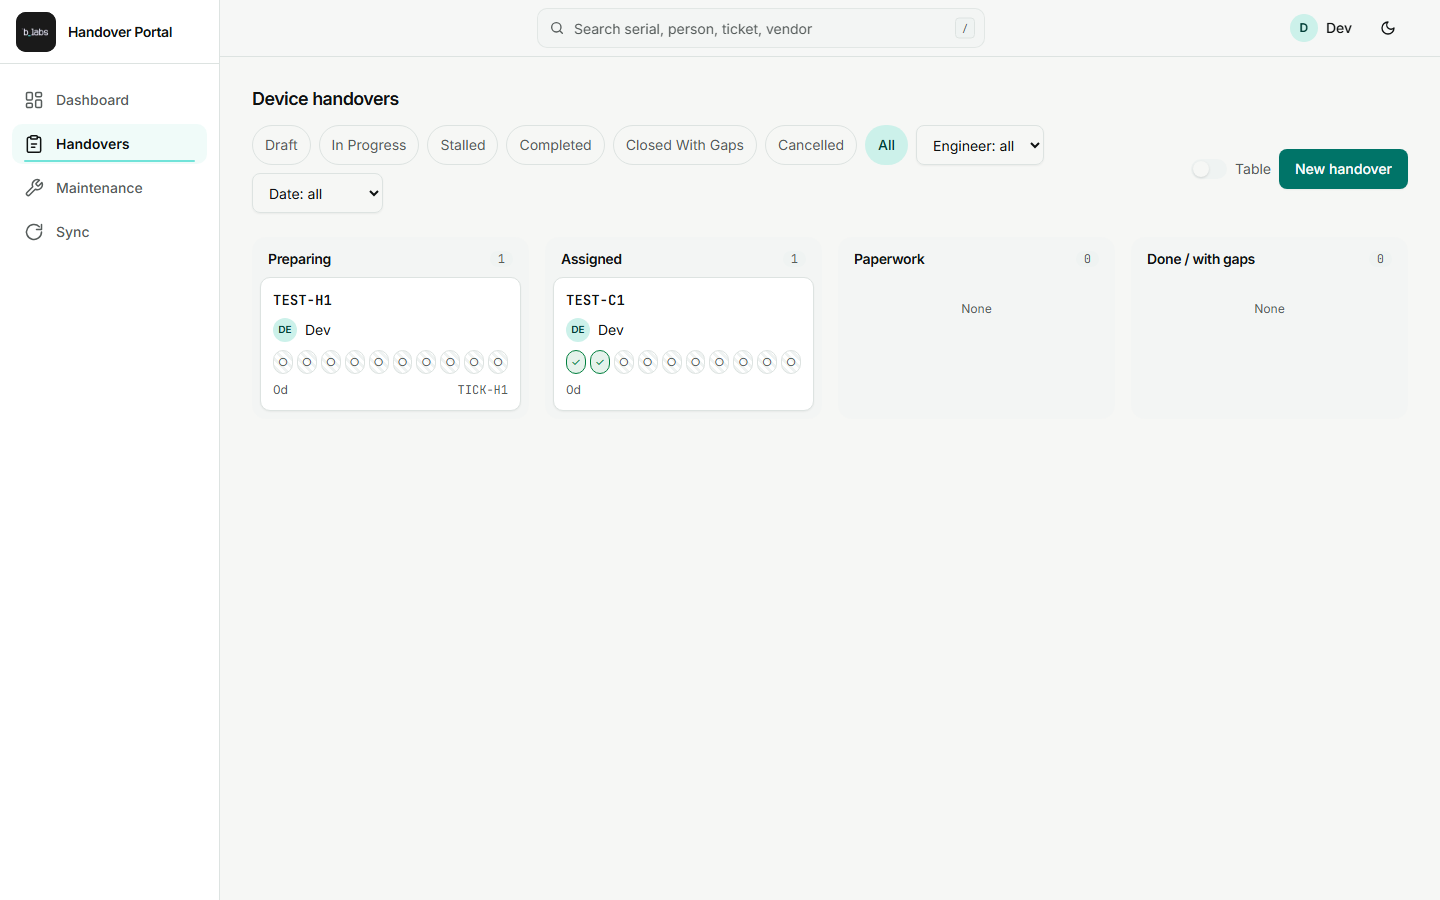 b_labs
Handover Portal
Search serial, person, ticket, vendor
/
D
Dev
Dashboard
Handovers
Maintenance
Sync
Device handovers
Draft
In Progress
Stalled
Completed
Closed With Gaps
Cancelled
All
Engineer: all
Date: all
Table
New handover
Preparing
1
TEST-H1
DE
Dev
0d
TICK-H1
Assigned
1
TEST-C1
DE
Dev
0d
Paperwork
0
None
Done / with gaps
0
None